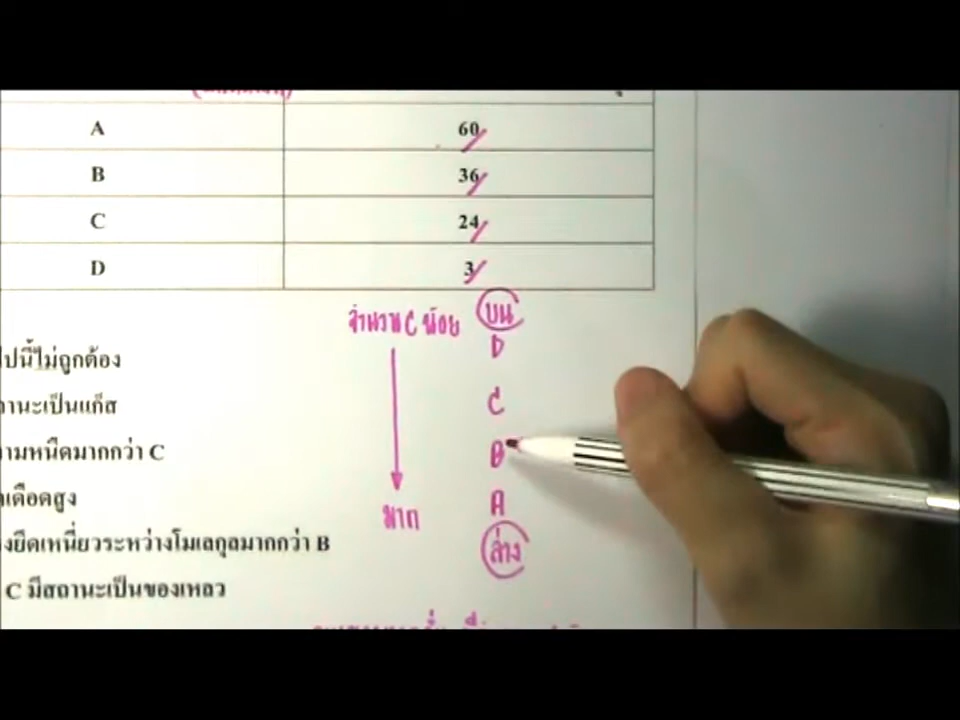 A 60
B 36
C 24
D 3
จำนวน C น้อย บน
D
ปนี้ไม่ถูกต้อง
C
ถานะเป็นแก๊ส
B
ามหนืดมากกว่า C
A
เดือดสูง
มาก
ล่าง
งยึดเหนี่ยวระหว่างโมเลกุลมากกว่า B
C มีสถานะเป็นของเหลว